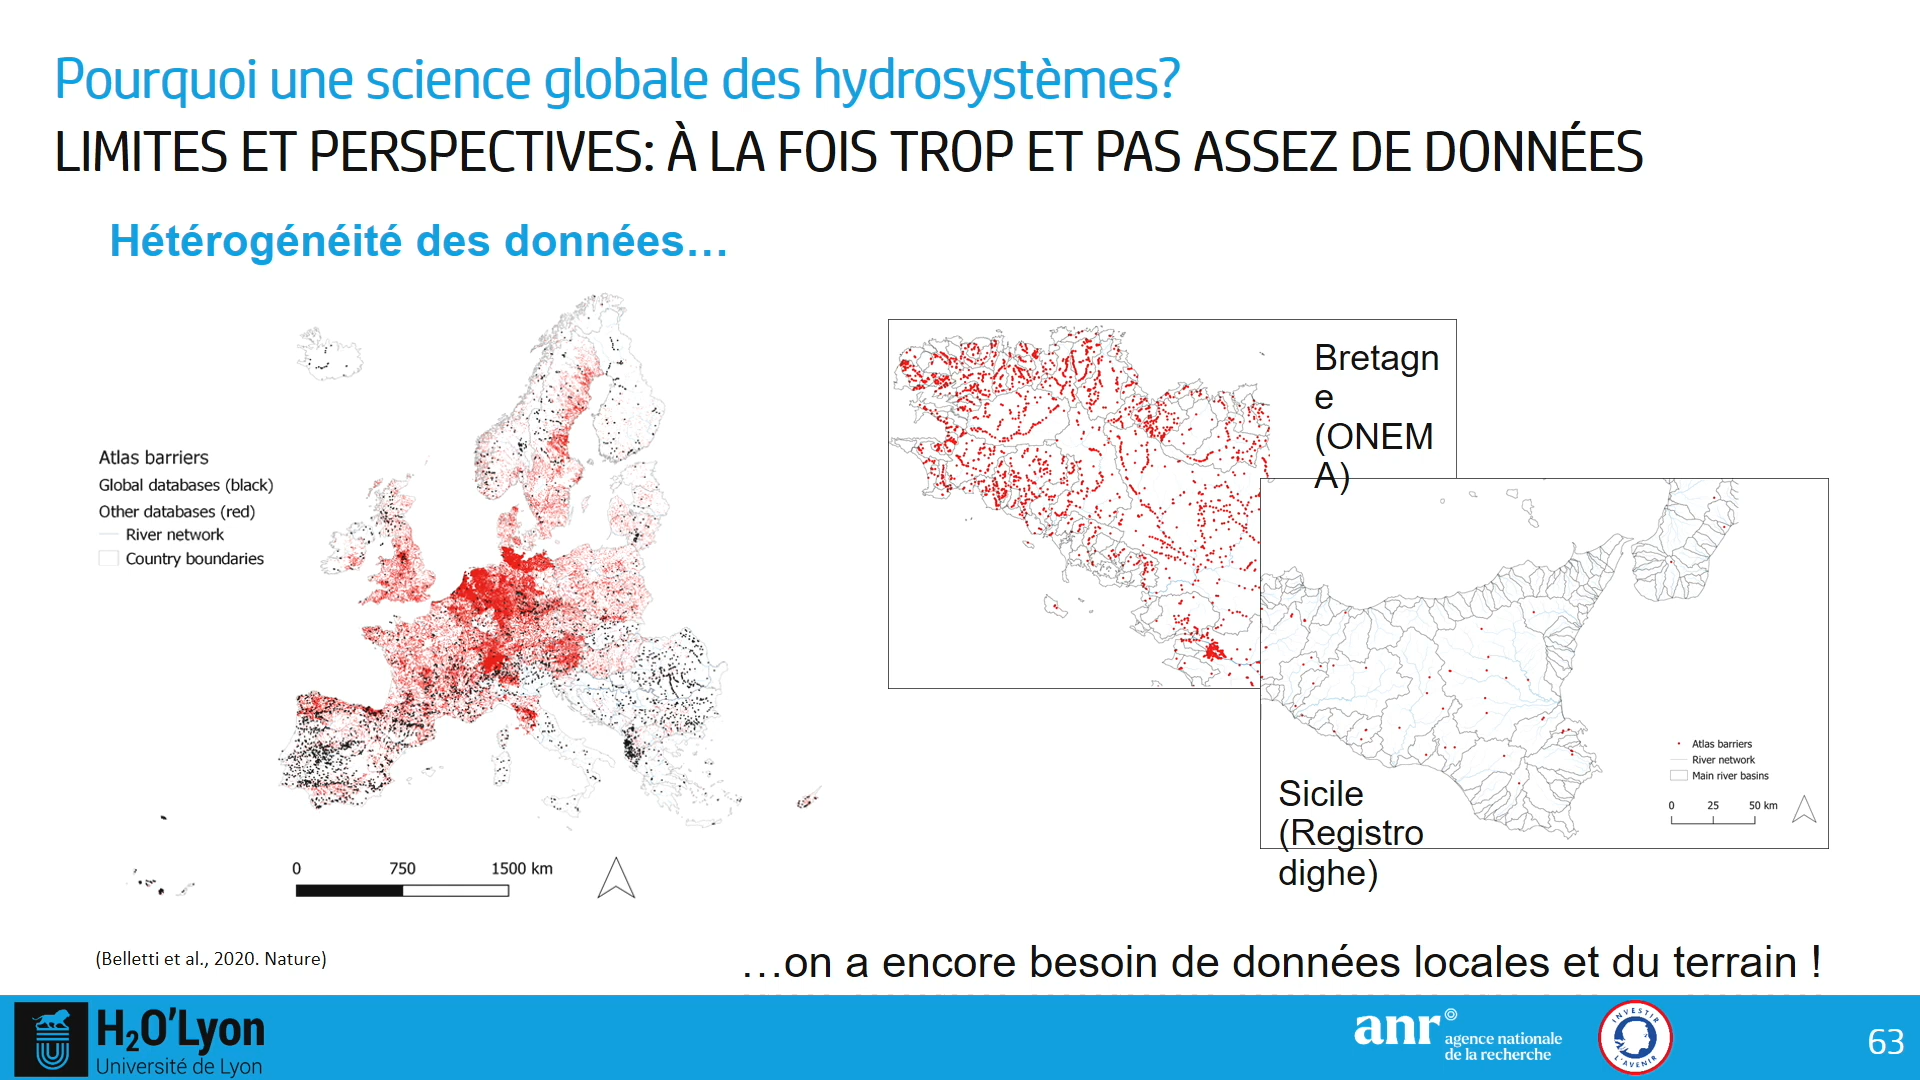 Pourquoi une science globale des hydrosystèmes?
LIMITES ET PERSPECTIVES: À LA FOIS TROP ET PAS ASSEZ DE DONNÉES
Hétérogénéité des données…
Atlas barriers
Global databases (black)
Other databases (red)
River network
Country boundaries
0 750 1500 km
Bretagn
e
(ONEM
A)
Atlas barriers
River network
Main river basins
0 25 50 km
Sicile
(Registro
dighe)
(Belletti et al., 2020. Nature)
…on a encore besoin de données locales et du terrain !
H2O'Lyon
Université de Lyon
anr
agence nationale
de la recherche
INVESTIR
L'AVENIR
63